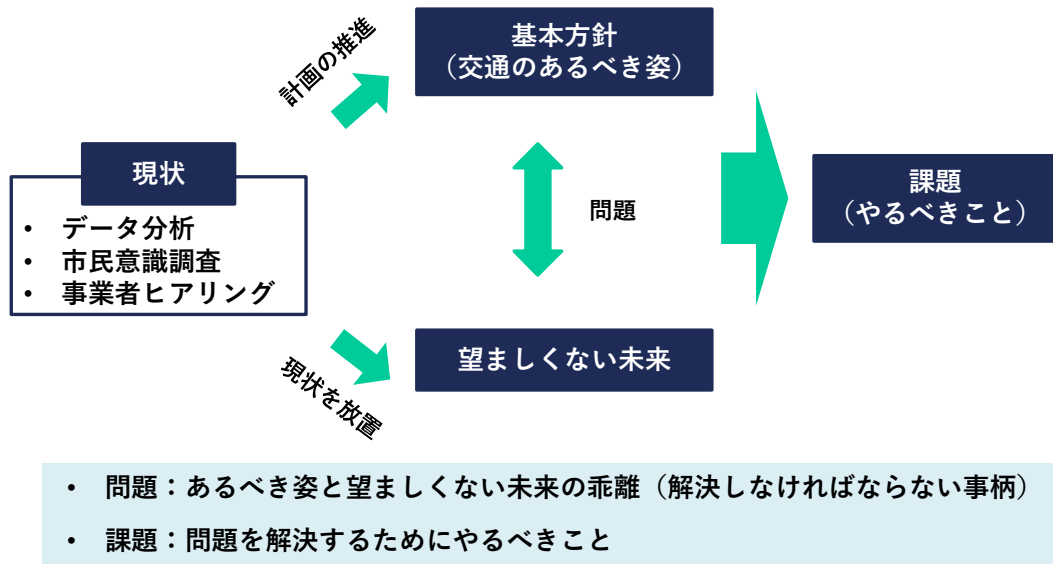 計画の推進
基本方針
（交通のあるべき姿）
現状
• データ分析
• 市民意識調査
• 事業者ヒアリング
問題
課題
（やるべきこと）
現状を放置
望ましくない未来
• 問題：あるべき姿と望ましくない未来の乖離（解決しなければならない事柄）
• 課題：問題を解決するためにやるべきこと